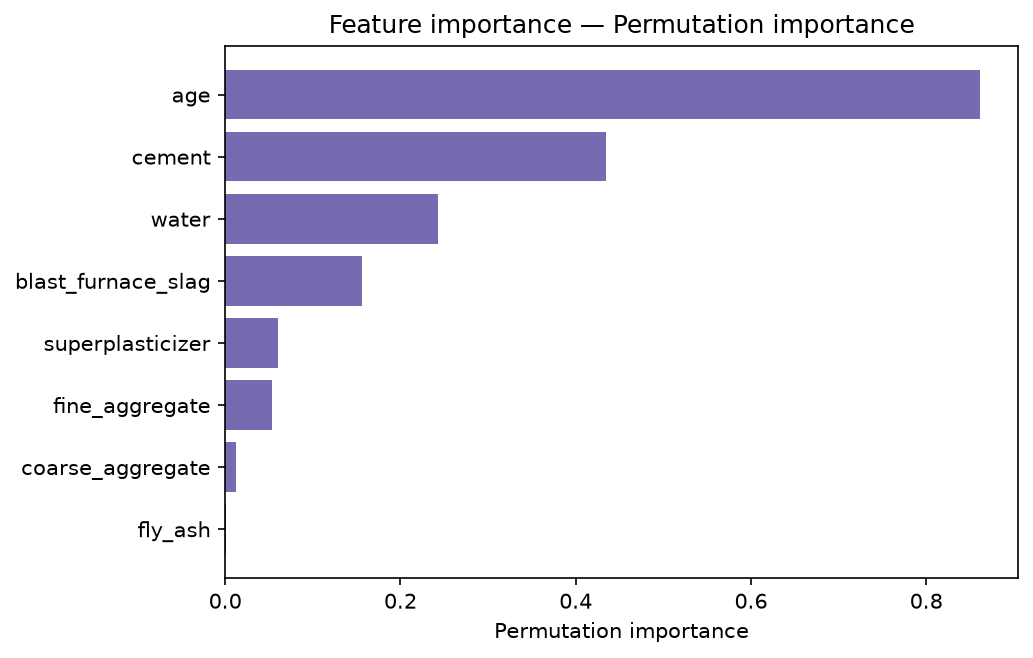 Feature importance — Permutation importance
age
cement
water
blast_furnace_slag
superplasticizer
fine_aggregate
coarse_aggregate
fly_ash
0.0 0.2 0.4 0.6 0.8
Permutation importance